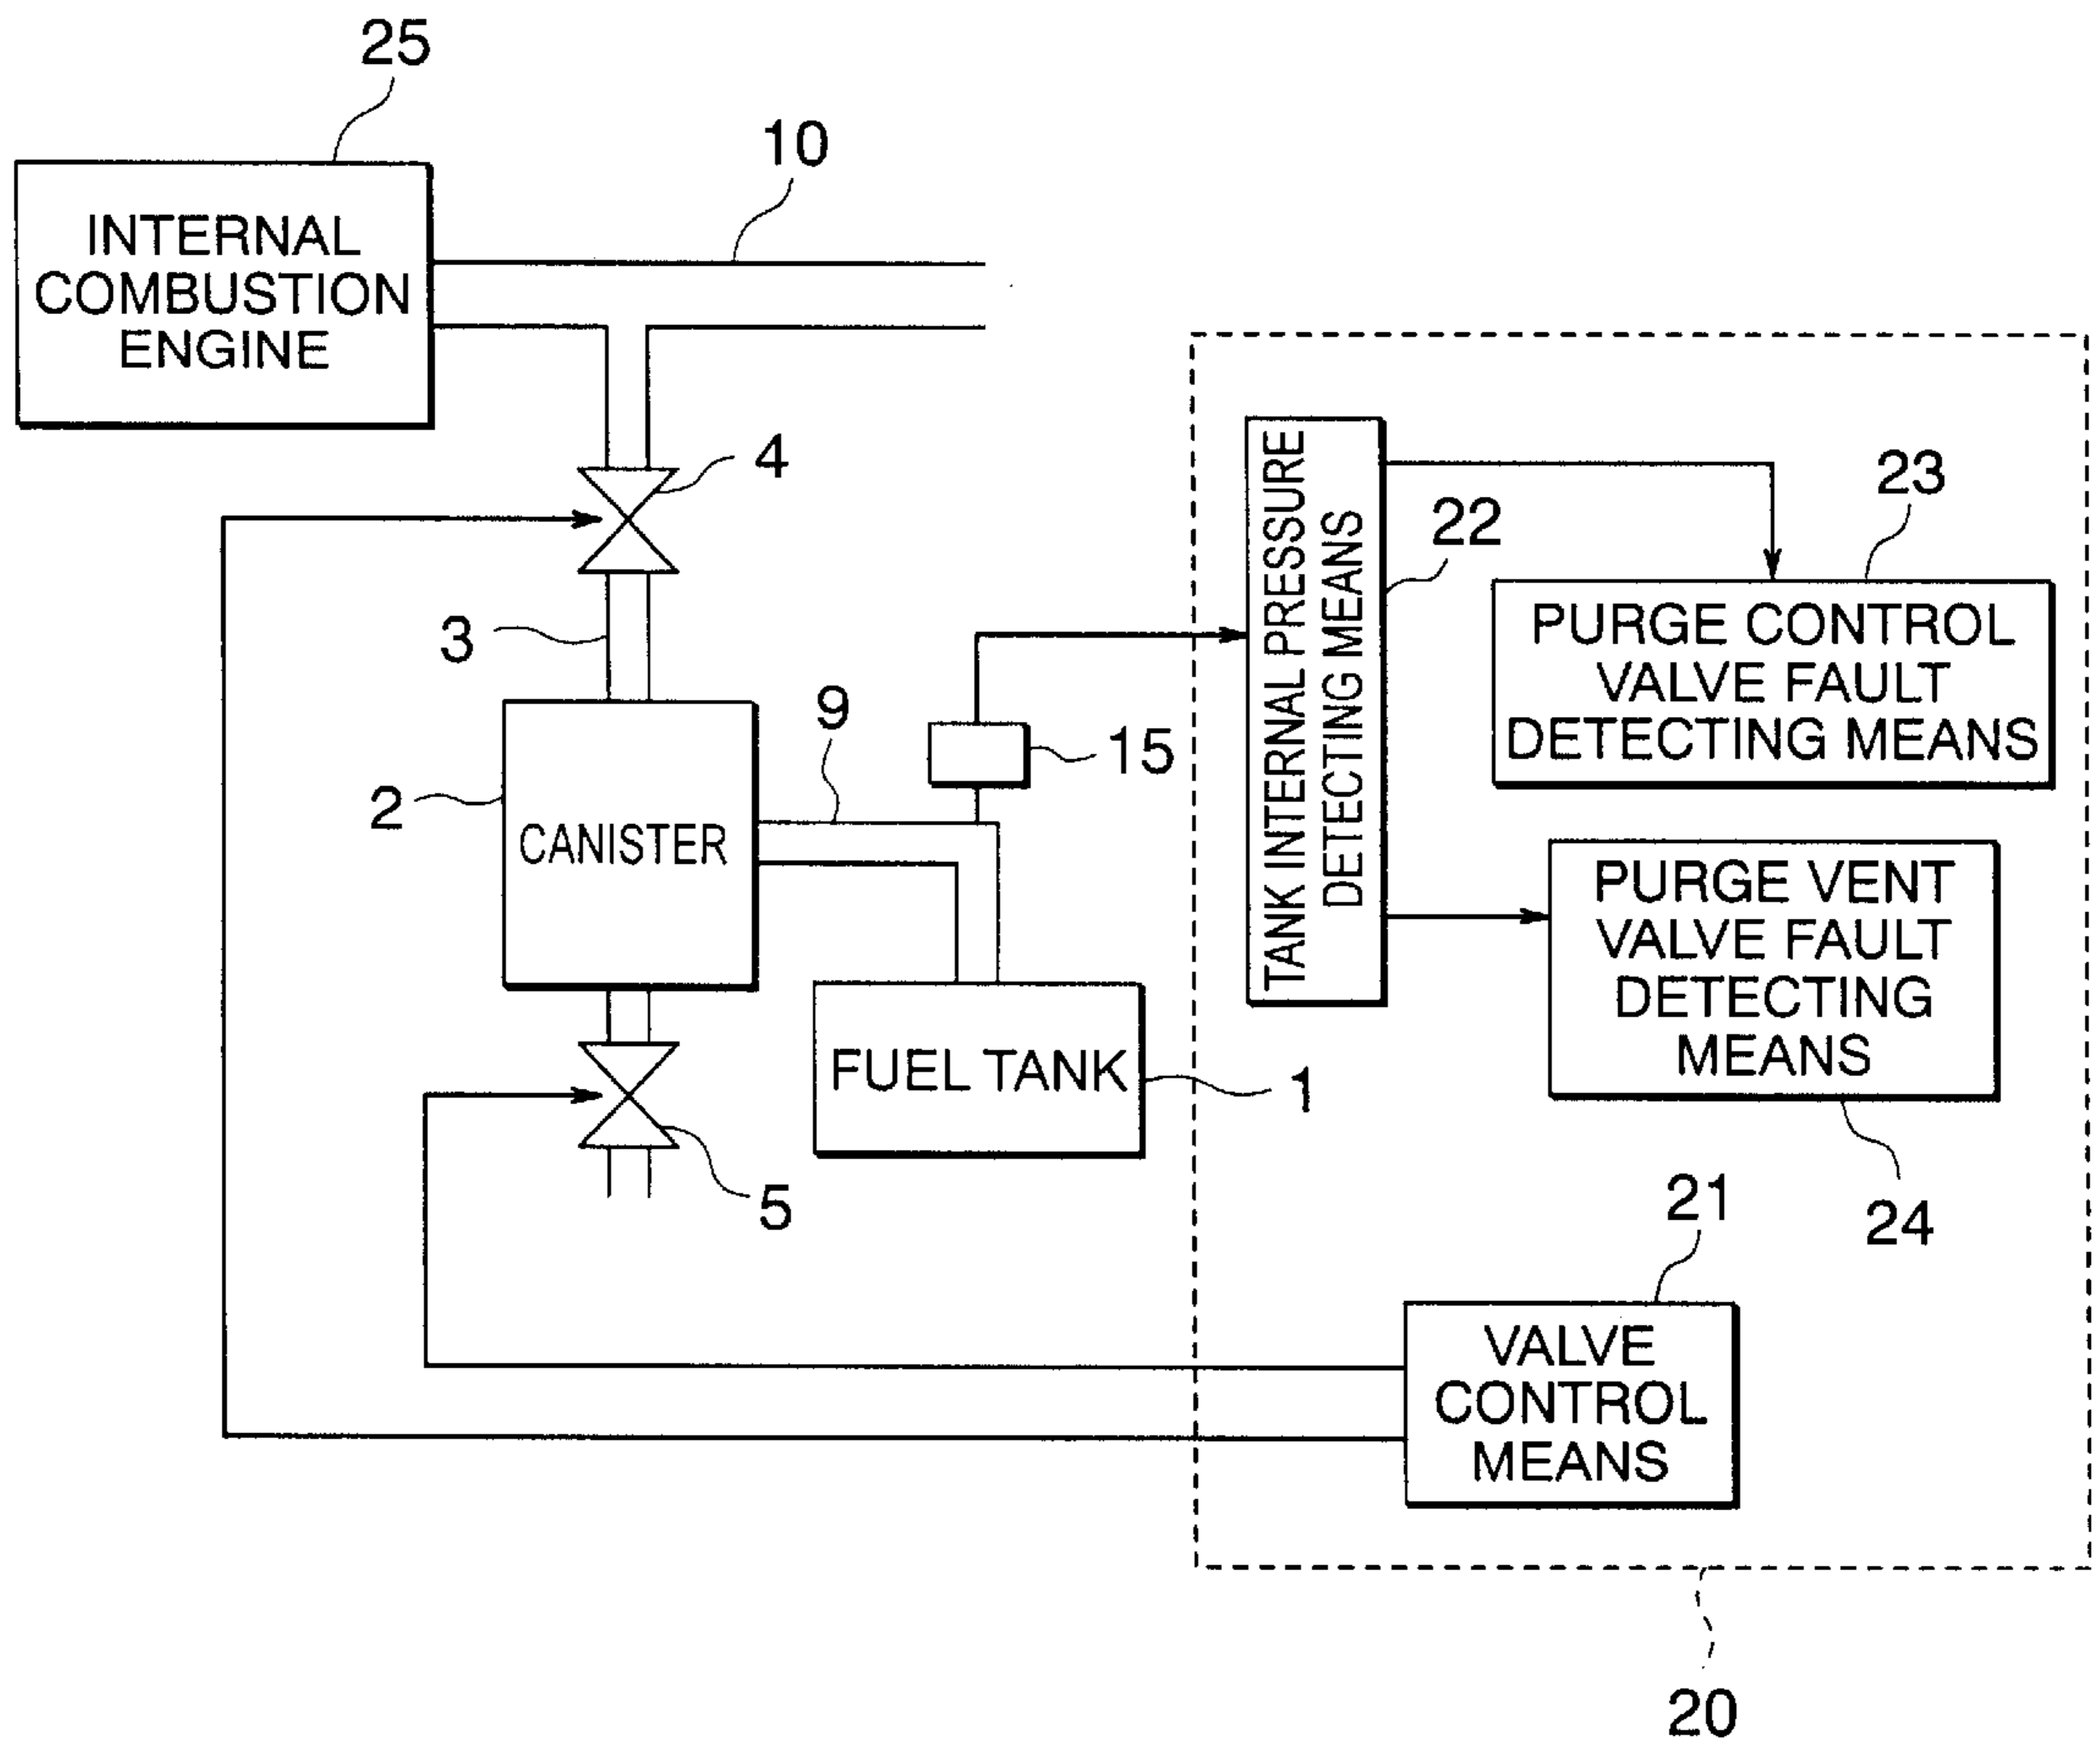 25
10
INTERNAL
COMBUSTION
ENGINE
4
23
22
TANK INTERNAL PRESSURE
DETECTING MEANS
PURGE CONTROL
VALVE FAULT
DETECTING MEANS
3
9
15
2
CANISTER
PURGE VENT
VALVE FAULT
DETECTING
MEANS
FUEL TANK
1
5
21
24
VALVE
CONTROL
MEANS
20